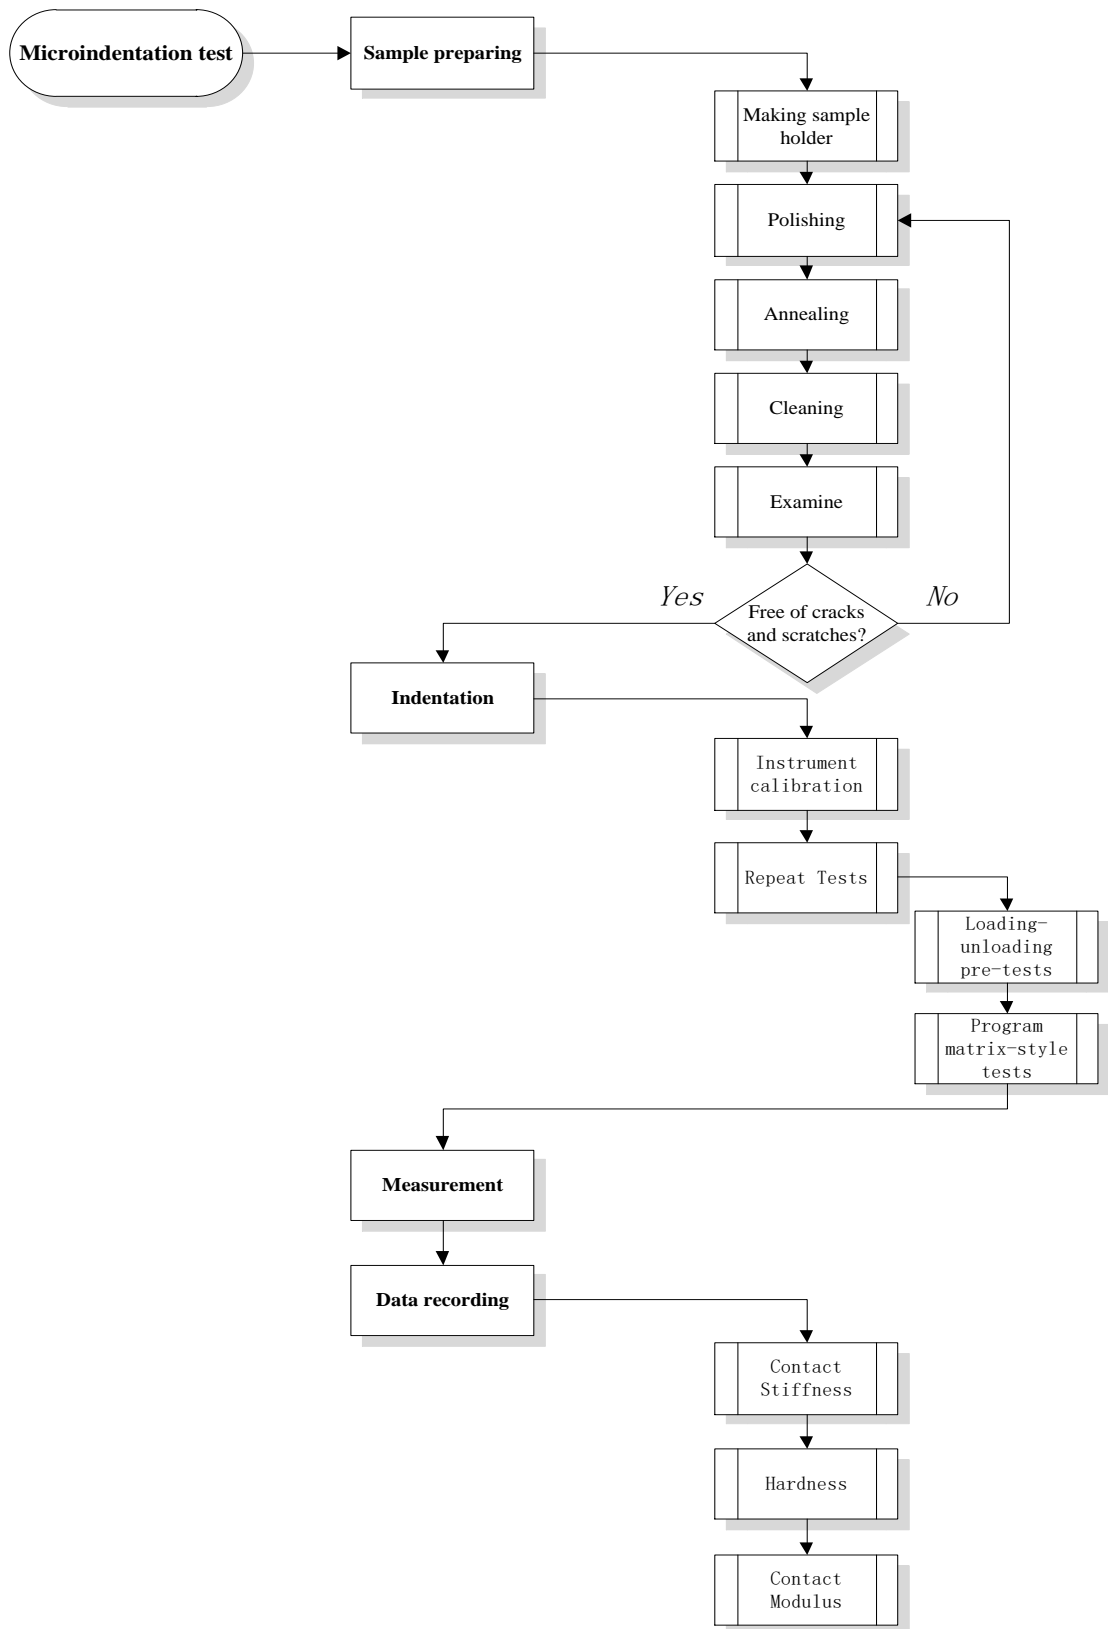 Microindentation test
Sample preparing
Making sample
holder
Polishing
Annealing
Cleaning
Examine
Yes
No
Free of cracks
and scratches?
Indentation
Instrument
calibration
Repeat Tests
Loading-
unloading
pre-tests
Program
matrix-style
tests
Measurement
Data recording
Contact
Stiffness
Hardness
Contact
Modulus